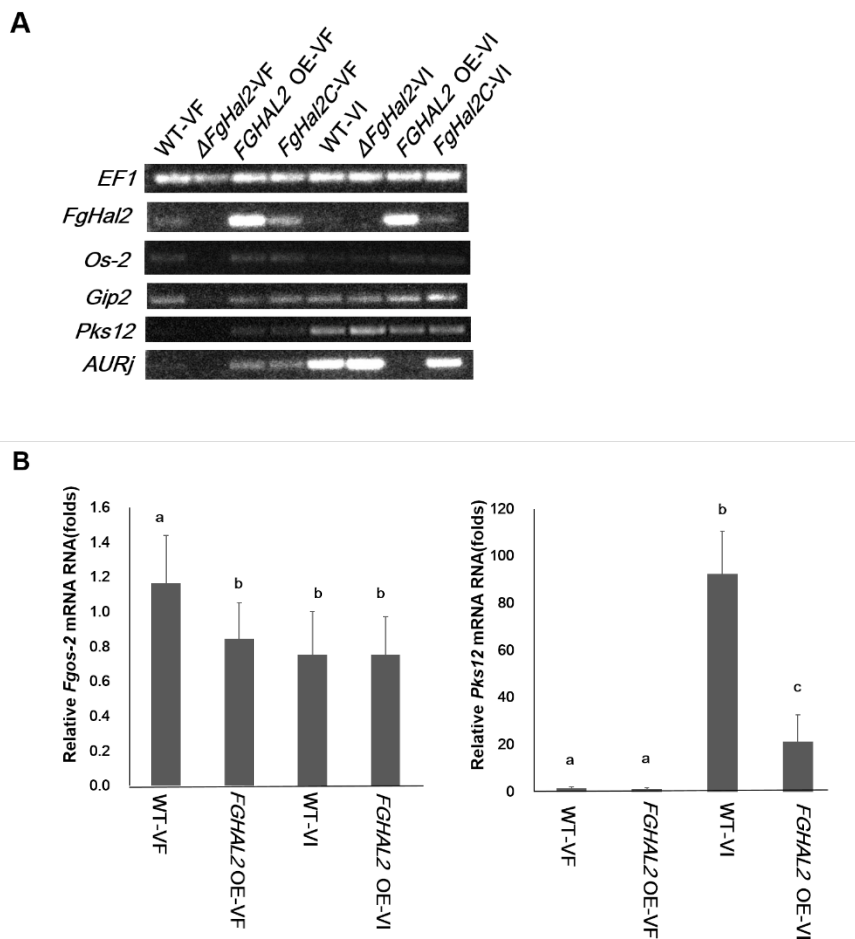 A
WT-VF
ΔFgHal2-VF
FGHAL2 OE-VF
FgHal2C-VF
WT-VI
ΔFgHal2-VI
FGHAL2 OE-VI
FgHal2C-VI
EF1
FgHal2
Os-2
Gip2
Pks12
AURj
B
Relative Fgos-2 mRNA RNA(folds)
1.6
1.4
1.2
1.0
0.8
0.6
0.4
0.2
0.0
a
b
b
b
WT-VF
FGHAL2 OE-VF
WT-VI
FGHAL2 OE-VI
Relative Pks12 mRNA RNA(folds)
120
100
80
60
40
20
0
a
a
b
c
WT-VF
FGHAL2 OE-VF
WT-VI
FGHAL2 OE-VI